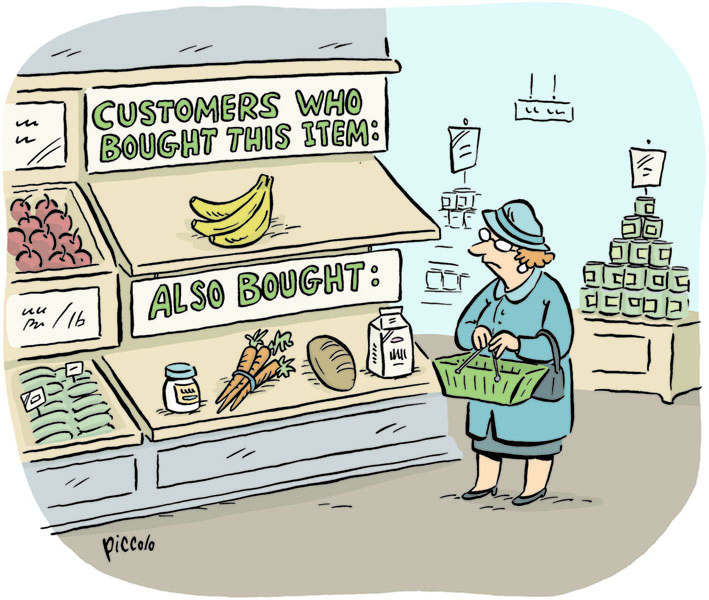 CUSTOMERS WHO
BOUGHT THIS ITEM:
ALSO BOUGHT:
/lb
piccolo